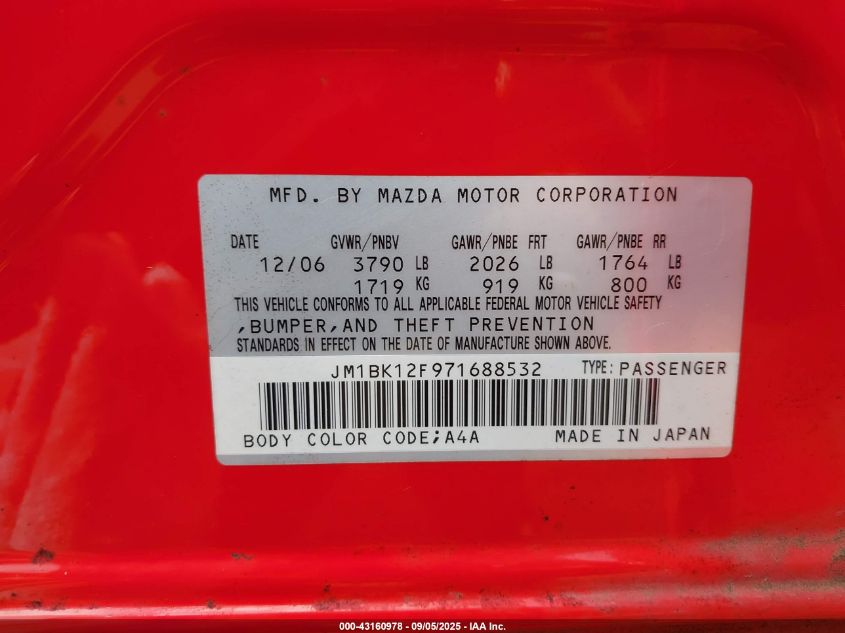 MFD. BY MAZDA MOTOR CORPORATION
DATE GVWR/PNBV GAWR/PNBE FRT GAWR/PNBE RR
12/06 3790 LB 2026 LB 1764 LB
1719 KG 919 KG 800 KG
THIS VEHICLE CONFORMS TO ALL APPLICABLE FEDERAL MOTOR VEHICLE SAFETY
,BUMPER,AND THEFT PREVENTION
STANDARDS IN EFFECT ON THE DATE OF MANUFACTURE SHOWN ABOVE.
JM1BK12F971688532 TYPE: PASSENGER
BODY COLOR CODE;A4A MADE IN JAPAN
000-43160978 - 09/05/2025 - IAA Inc.